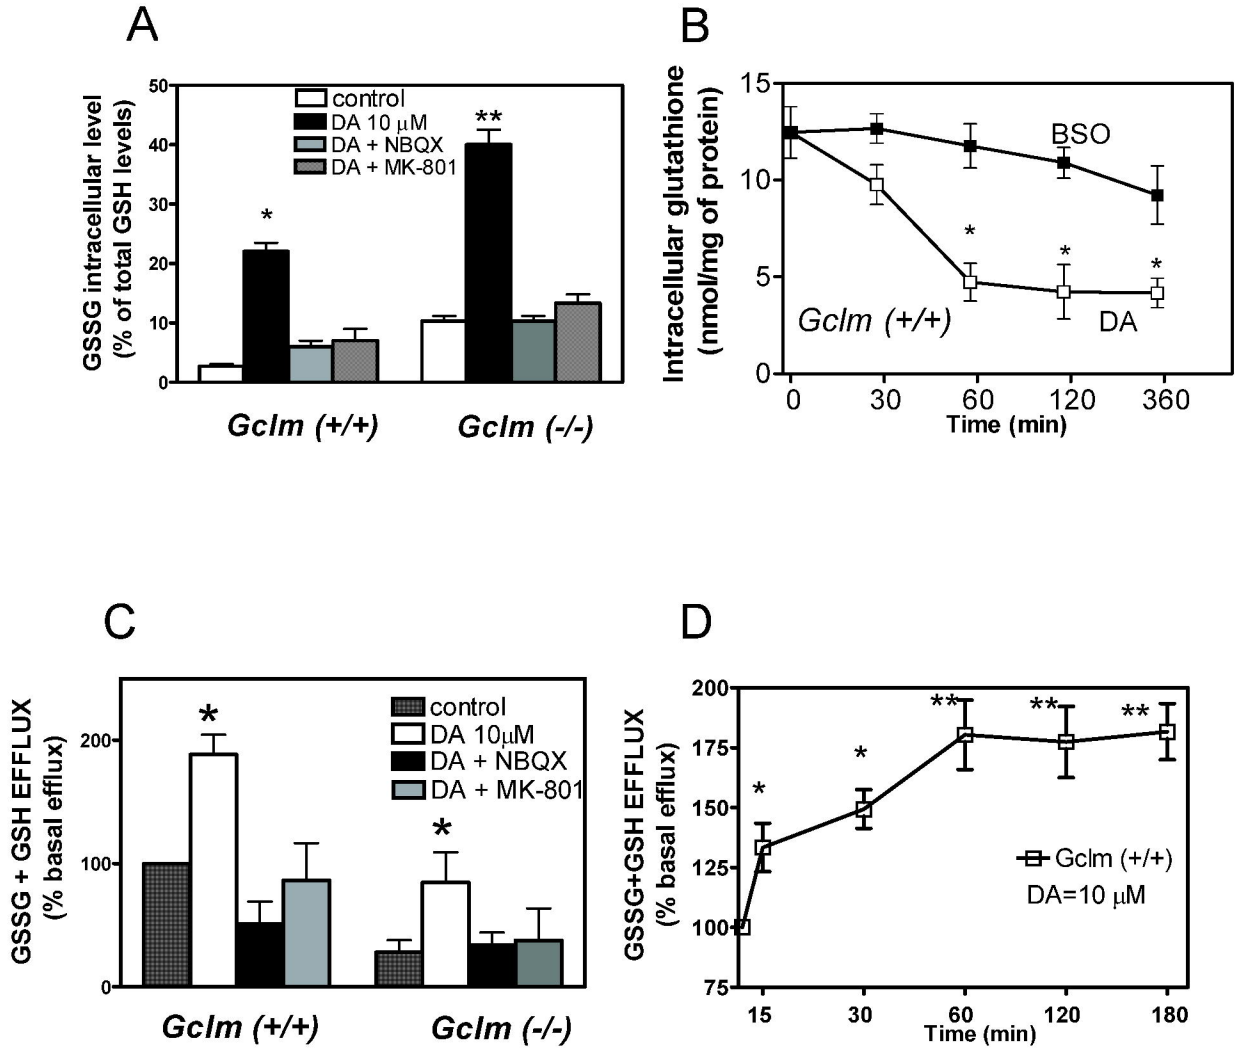 A
GSSG intracellular level
(% of total GSH levels)
50
40
30
20
10
0
control
DA 10 μM
DA + NBQX
DA + MK-801
*
**
Gclm (+/+)
Gclm (-/-)
B
Intracellular glutathione
(nmol/mg of protein)
15
10
5
0
BSO
*
*
*
Gclm (+/+)
DA
0 30 60 120 360
Time (min)
C
GSSG + GSH EFFLUX
(% basal efflux)
200
100
0
control
DA 10μM
DA + NBQX
DA + MK-801
*
*
Gclm (+/+)
Gclm (-/-)
D
GSSG+GSH EFFLUX
(% basal efflux)
200
175
150
125
100
75
*
*
**
**
**
Gclm (+/+)
DA=10 μM
15 30 60 120 180
Time (min)